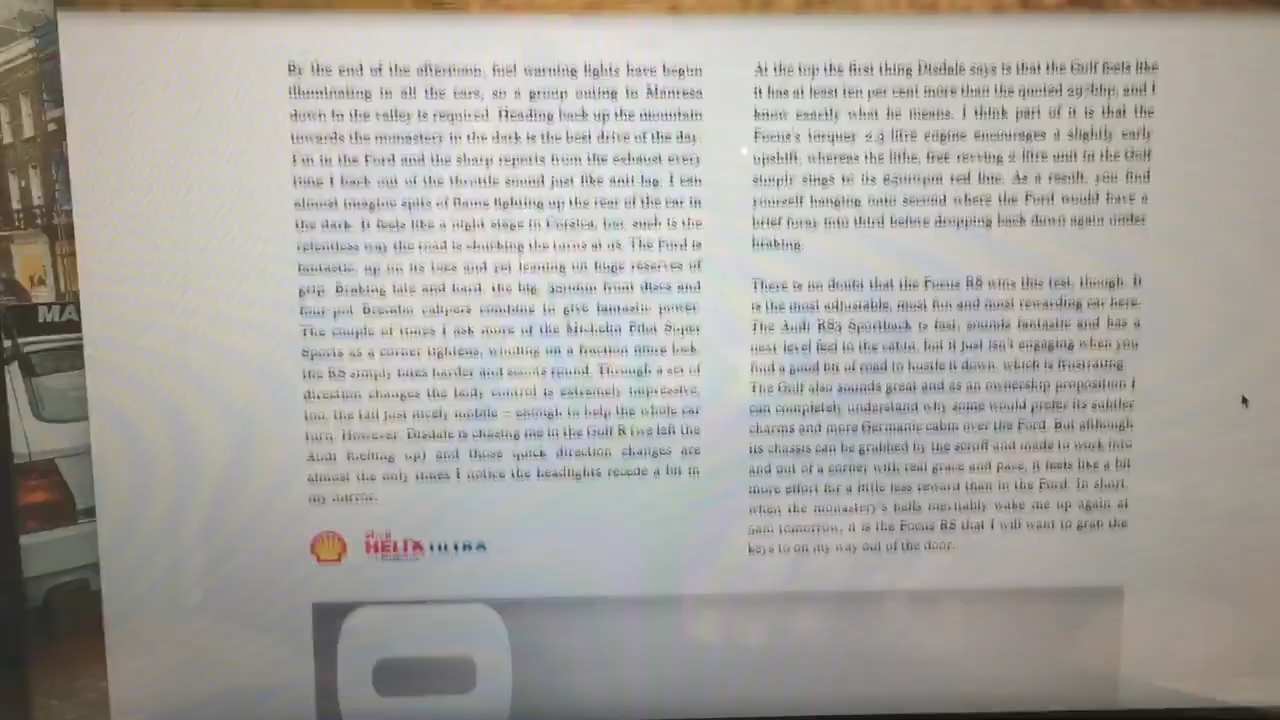 By the end of the afternoon, fuel warning lights have begun
illuminating in all the cars, so a group outing to Manresa
down in the valley is required. Heading back up the mountain
towards the monastery in the dark is the best drive of the day.
I'm in the Ford and the sharp reports from the exhaust every
time I back out of the throttle sound just like anti lag. I can
almost imagine spits of flame lighting up the rear of the car in
the dark. It feels like a night stage in Corsica, too, such is the
relentless way the road is chucking the turns at us. The Ford is
fantastic, up on its toes and yet leaning on huge reserves of
grip. Braking late and hard, the big front discs and
four pot Brembo calipers combine to give fantastic power.
The couple of times I ask more of the Michelin Pilot Super
Sports as a corner tightens, winding on a fraction more lock,
the RS simply bites harder and scoots round. Through a set of
direction changes the body control is extremely impressive,
too, the tail just nicely mobile – enough to help the whole car
turn. However, Disdale is chasing me in the Golf R (we left the
Audi fuelling up) and those quick direction changes are
almost the only times I notice the headlights recede a bit in
my mirror.
Shell
HELIX ULTRA
At the top the first thing Disdale says is that the Golf feels like
it has at least ten per cent more than the quoted and I
know exactly what he means. I think part of it is that the
Focus's torquer 2.3 litre engine encourages a slightly early
upshift, whereas the lithe, free revving 2 litre unit in the Golf
simply sings to its red line. As a result, you find
yourself hanging onto second where the Ford would have a
brief foray into third before dropping back down again under
braking.
There is no doubt that the Focus RS wins this test, though. It
is the most adjustable, most fun and most rewarding car here.
The Audi RS3 Sportback is fast, sounds fantastic and has a
next level feel in the cabin, but it just isn't engaging when you
find a good bit of road to hustle it down, which is frustrating.
The Golf also sounds great and as an ownership proposition I
can completely understand why some would prefer its subtler
charms and more Germanic cabin over the Ford. But although
its chassis can be grabbed by the scruff and made to work into
and out of a corner with real grace and pace, it feels like a bit
more effort for a little less reward than in the Ford. In short,
when the monastery's bells inevitably wake me up again at
6am tomorrow, it is the Focus RS that I will want to grab the
keys to on my way out of the door.
MA